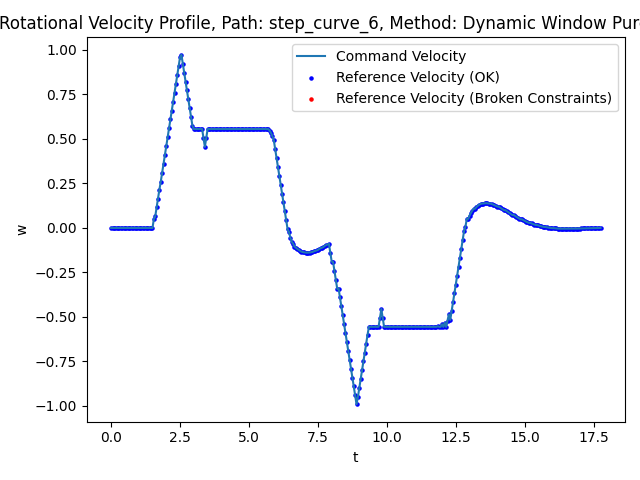 Rotational Velocity Profile, Path: step_curve_6, Method: Dynamic Window Pur
Command Velocity
Reference Velocity (OK)
Reference Velocity (Broken Constraints)
1.00
0.75
0.50
0.25
0.00
−0.25
−0.50
−0.75
−1.00
w
0.0 2.5 5.0 7.5 10.0 12.5 15.0 17.5
t